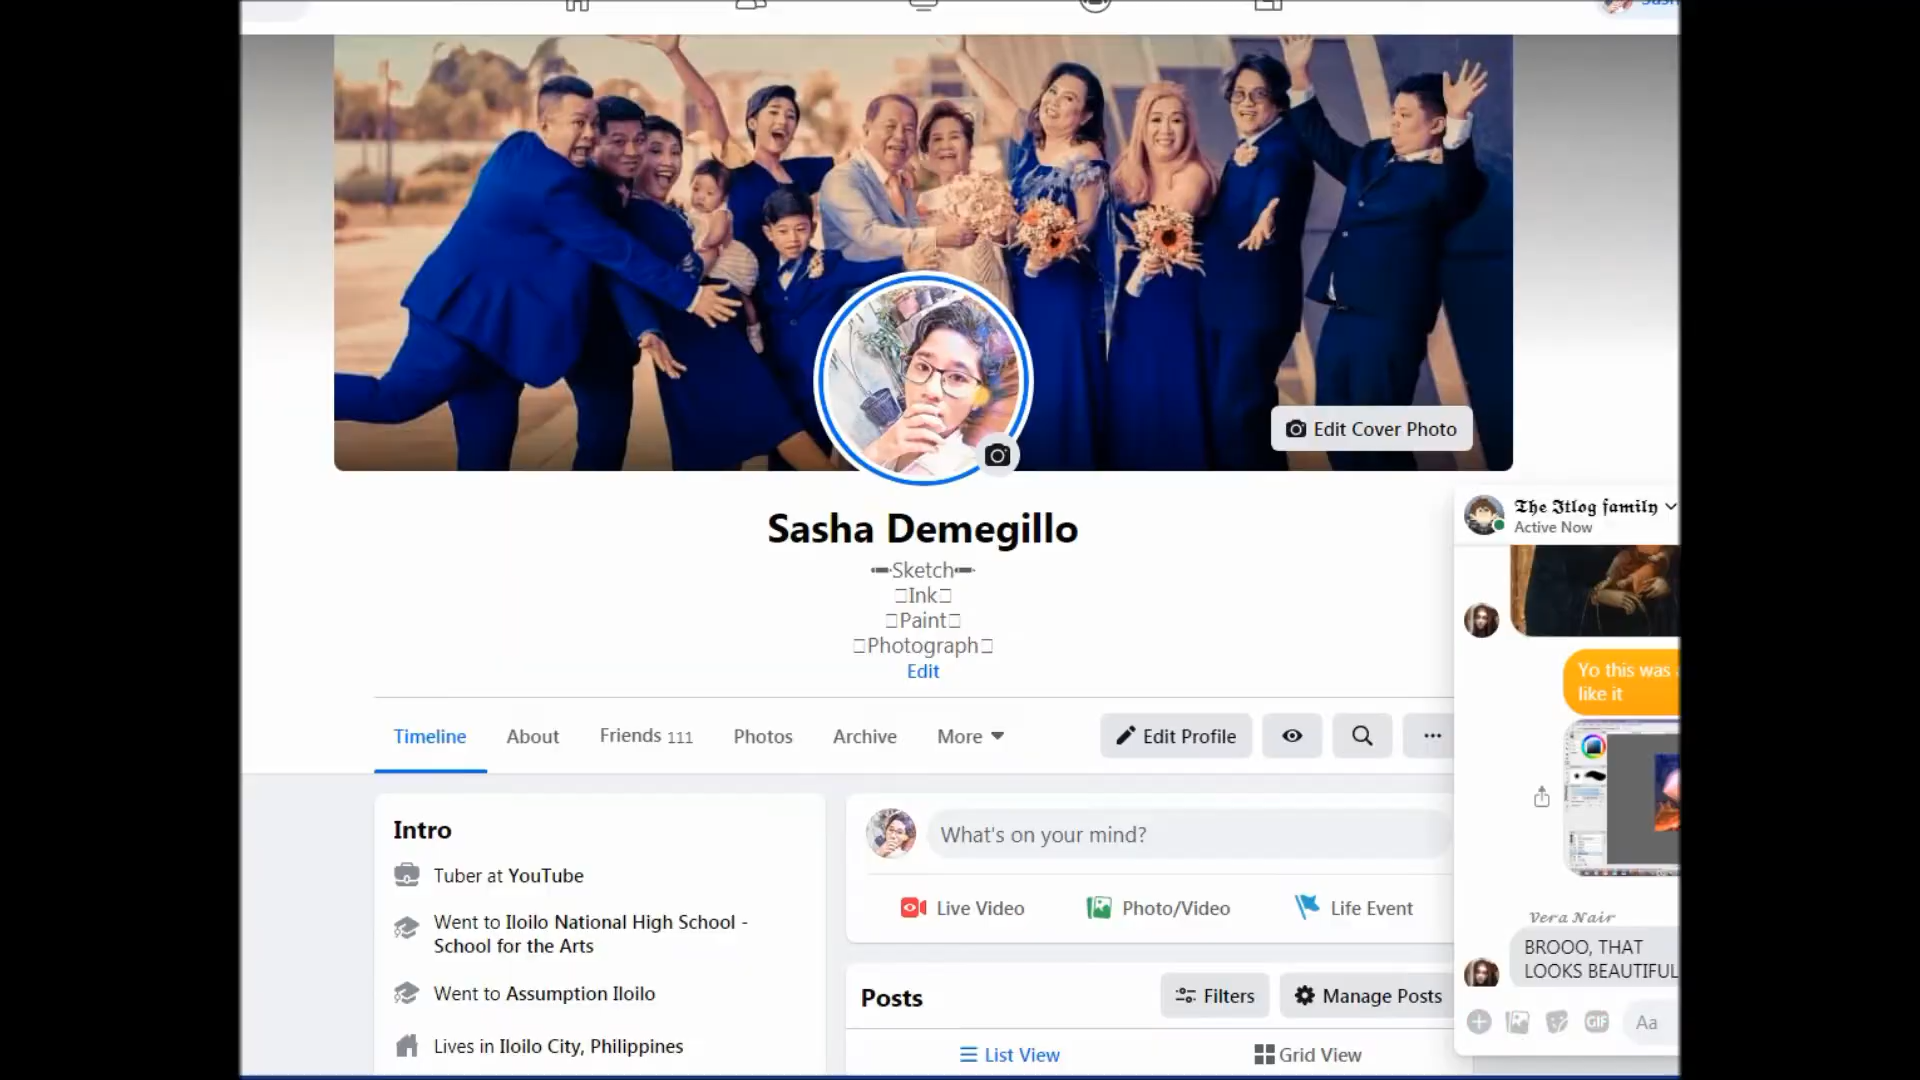 Edit Cover Photo
Sasha Demegillo
Sketch
Ink
Paint
Photograph
Edit
Timeline
About
Friends 111
Photos
Archive
More
Edit Profile
Intro
Tuber at YouTube
Went to Iloilo National High School -
School for the Arts
Went to Assumption Iloilo
Lives in Iloilo City, Philippines
What's on your mind?
Live Video
Photo/Video
Life Event
Posts
Filters
Manage Posts
List View
Grid View
𝕿𝖍𝖊 𝕴𝖙𝖑𝖔𝖌 𝖋𝖆𝖒𝖎𝖑𝖞
Active Now
Yo this was
like it
𝓥𝓮𝓻𝓪 𝓝𝓪𝓲𝓻
BROOO, THAT
LOOKS BEAUTIFUL
GIF
Aa